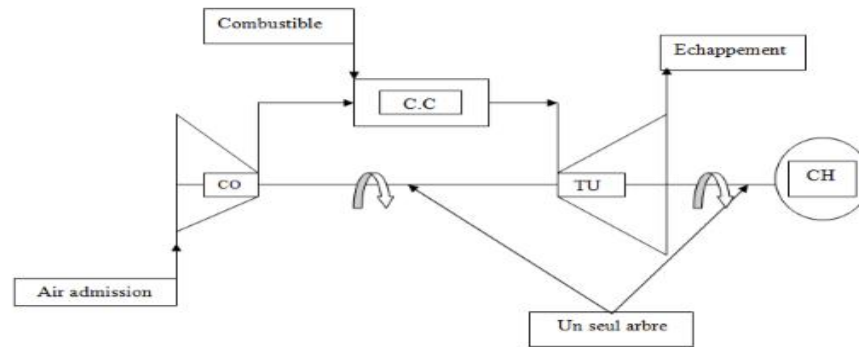 Combustible
Echappement
C.C
CO
TU
CH
Air admission
Un seul arbre